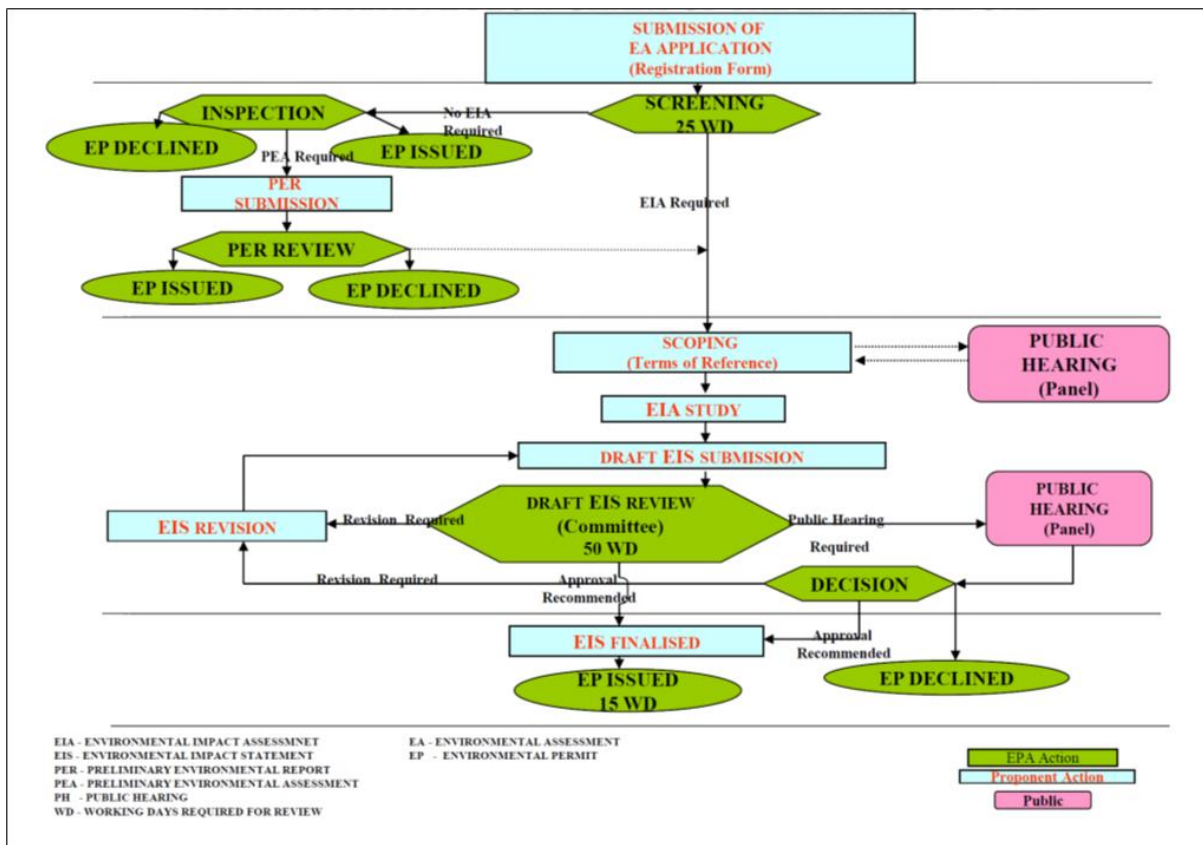 SUBMISSION OF
EA APPLICATION
(Registration Form)
SCREENING
25 WD
No EIA
Required
INSPECTION
EP DECLINED
EP ISSUED
PEA Required
PER
SUBMISSION
EIA Required
PER REVIEW
EP ISSUED
EP DECLINED
SCOPING
(Terms of Reference)
PUBLIC
HEARING
(Panel)
EIA STUDY
DRAFT EIS SUBMISSION
DRAFT EIS REVIEW
(Committee)
50 WD
Revision Required
EIS REVISION
Public Hearing
Required
PUBLIC
HEARING
(Panel)
DECISION
Revision Required
Approval
Recommended
EIS FINALISED
Approval
Recommended
EP ISSUED
15 WD
EP DECLINED
EIA - ENVIRONMENTAL IMPACT ASSESSMNET
EIS - ENVIRONMENTAL IMPACT STATEMENT
PER - PRELIMINARY ENVIRONMENTAL REPORT
PEA - PRELIMINARY ENVIRONMENTAL ASSESSMENT
PH - PUBLIC HEARING
WD - WORKING DAYS REQUIRED FOR REVIEW
EA - ENVIRONMENTAL ASSESSMENT
EP - ENVIRONMENTAL PERMIT
EPA Action
Proponent Action
Public